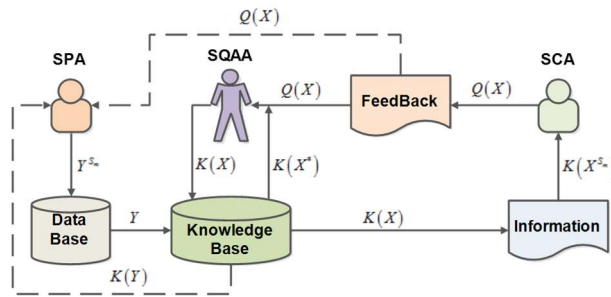 Q(X)
SPA
SQAA
SCA
Q(X)
FeedBack
Q(X)
Y^{S_m}
K(X)
K(X^*)
K(X^{S_m}
Data
Base
Y
Knowledge
Base
K(X)
Information
K(Y)